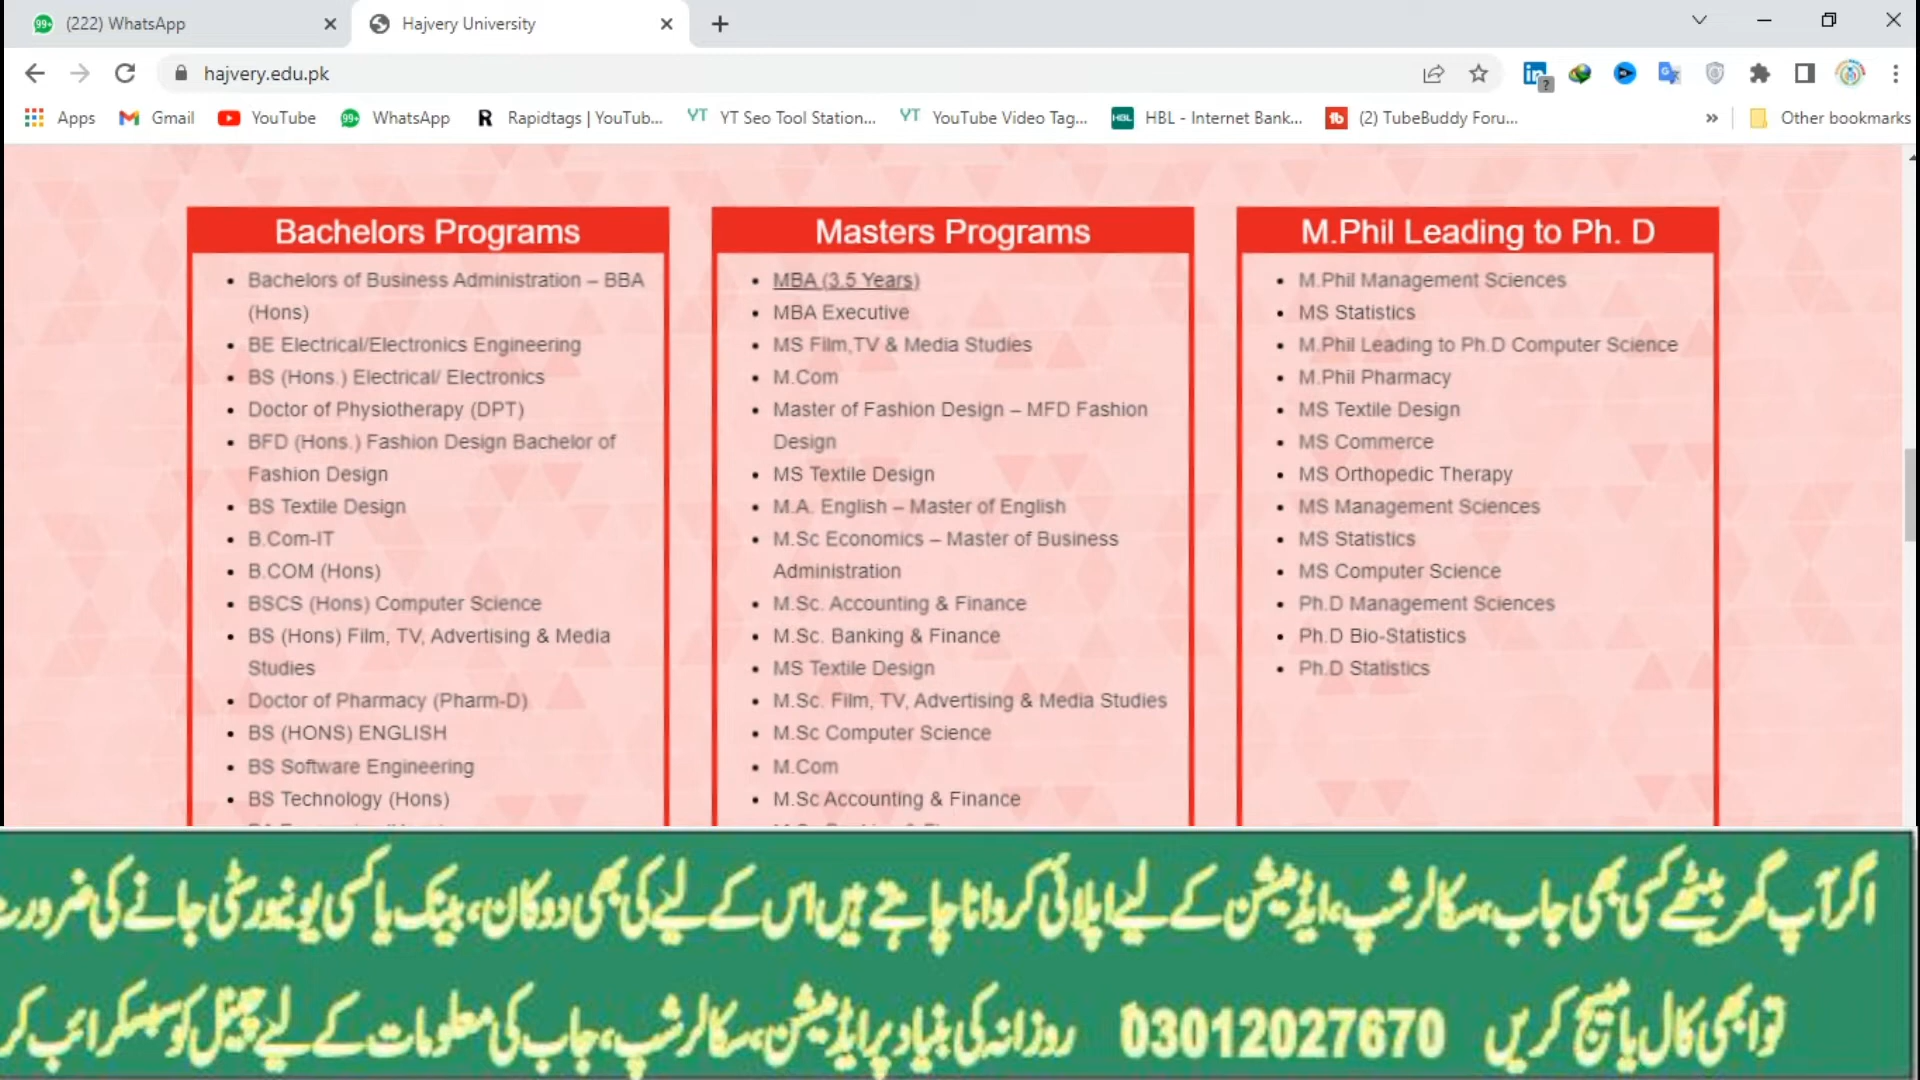 (222) WhatsApp
Hajvery University
hajvery.edu.pk
Apps
Gmail
YouTube
WhatsApp
Rapidtags | YouTub...
YT Seo Tool Station...
YouTube Video Tag...
HBL - Internet Bank...
(2) TubeBuddy Foru...
Other bookmarks
Bachelors Programs
Bachelors of Business Administration – BBA
(Hons)
BE Electrical/Electronics Engineering
BS (Hons.) Electrical/ Electronics
Doctor of Physiotherapy (DPT)
BFD (Hons.) Fashion Design Bachelor of
Fashion Design
BS Textile Design
B.Com-IT
B.COM (Hons)
BSCS (Hons) Computer Science
BS (Hons) Film, TV, Advertising & Media
Studies
Doctor of Pharmacy (Pharm-D)
BS (HONS) ENGLISH
BS Software Engineering
BS Technology (Hons)
Masters Programs
MBA (3.5 Years)
MBA Executive
MS Film,TV & Media Studies
M.Com
Master of Fashion Design – MFD Fashion
Design
MS Textile Design
M.A. English – Master of English
M.Sc Economics – Master of Business
Administration
M.Sc. Accounting & Finance
M.Sc. Banking & Finance
MS Textile Design
M.Sc. Film, TV, Advertising & Media Studies
M.Sc Computer Science
M.Com
M.Sc Accounting & Finance
M.Phil Leading to Ph. D
M.Phil Management Sciences
MS Statistics
M.Phil Leading to Ph.D Computer Science
M.Phil Pharmacy
MS Textile Design
MS Commerce
MS Orthopedic Therapy
MS Management Sciences
MS Statistics
MS Computer Science
Ph.D Management Sciences
Ph.D Bio-Statistics
Ph.D Statistics
اگر آپ گھر بیٹھے کسی بھی جاب، سکالرشپ، ایڈمیشن کے لیے اپلائی کروانا چاہتے ہیں اس کے لیے کی بھی دوکان، بینک یا کسی یونیورسٹی جانے کی ضرورت
تو ابھی کال یا میسج کریں 03012027670 روزانہ کی بنیاد پر ایڈمیشن، سکالرشپ، جاب کی معلومات کے لیے چینل کو سبسکرائب کر